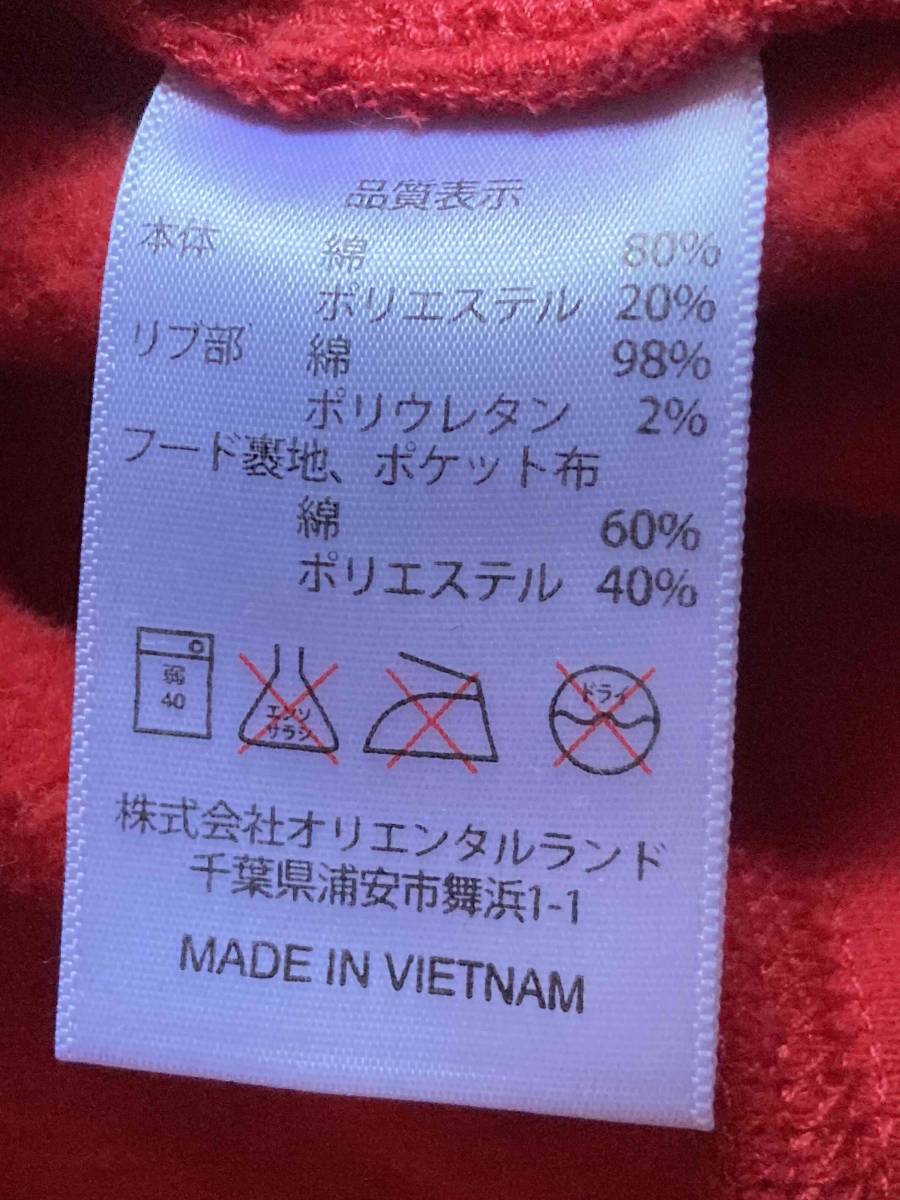 品質表示
本体 綿 80%
ポリエステル 20%
リブ部 綿 98%
ポリウレタン 2%
フード裏地、ポケット布
綿 60%
ポリエステル 40%
弱
40
エンソ
サラシ
ドライ
株式会社オリエンタルランド
千葉県浦安市舞浜1-1
MADE IN VIETNAM